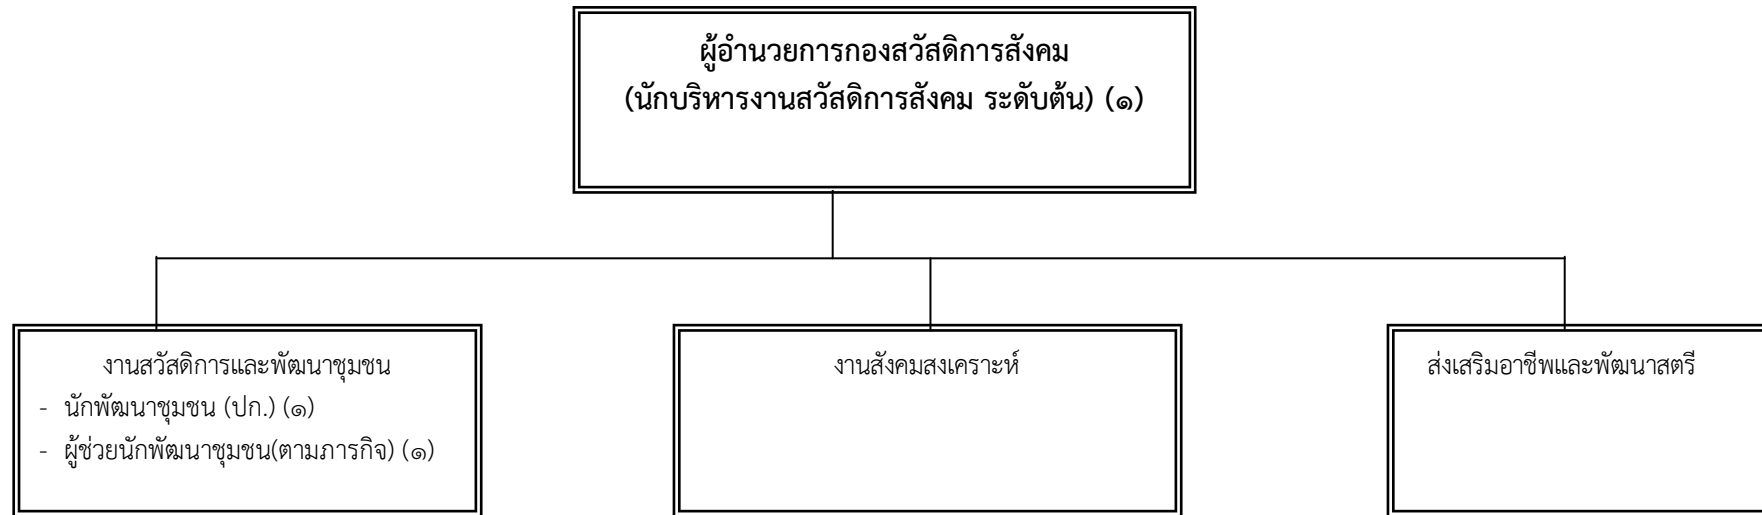 ผู้อำนวยการกองสวัสดิการสังคม
(นักบริหารงานสวัสดิการสังคม ระดับต้น) (๑)
งานสวัสดิการและพัฒนาชุมชน
- นักพัฒนาชุมชน (ปก.) (๑)
- ผู้ช่วยนักพัฒนาชุมชน(ตามภารกิจ) (๑)
งานสังคมสงเคราะห์
ส่งเสริมอาชีพและพัฒนาสตรี